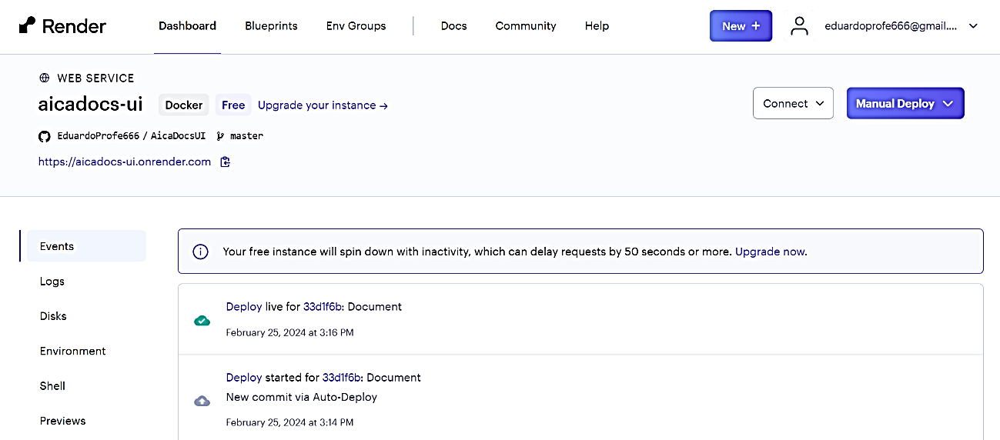 Render
Dashboard Blueprints Env Groups Docs Community Help New + eduardoprofe666@gmail....
WEB SERVICE
aicadocs-ui Docker Free Upgrade your instance →
Connect Manual Deploy
EduardoProfe666 / AicaDocsUI master
https://aicadocs-ui.onrender.com
Events
Logs
Disks
Environment
Shell
Previews
Your free instance will spin down with inactivity, which can delay requests by 50 seconds or more. Upgrade now.
Deploy live for 33d1f6b: Document
February 25, 2024 at 3:16 PM
Deploy started for 33d1f6b: Document
New commit via Auto-Deploy
February 25, 2024 at 3:14 PM